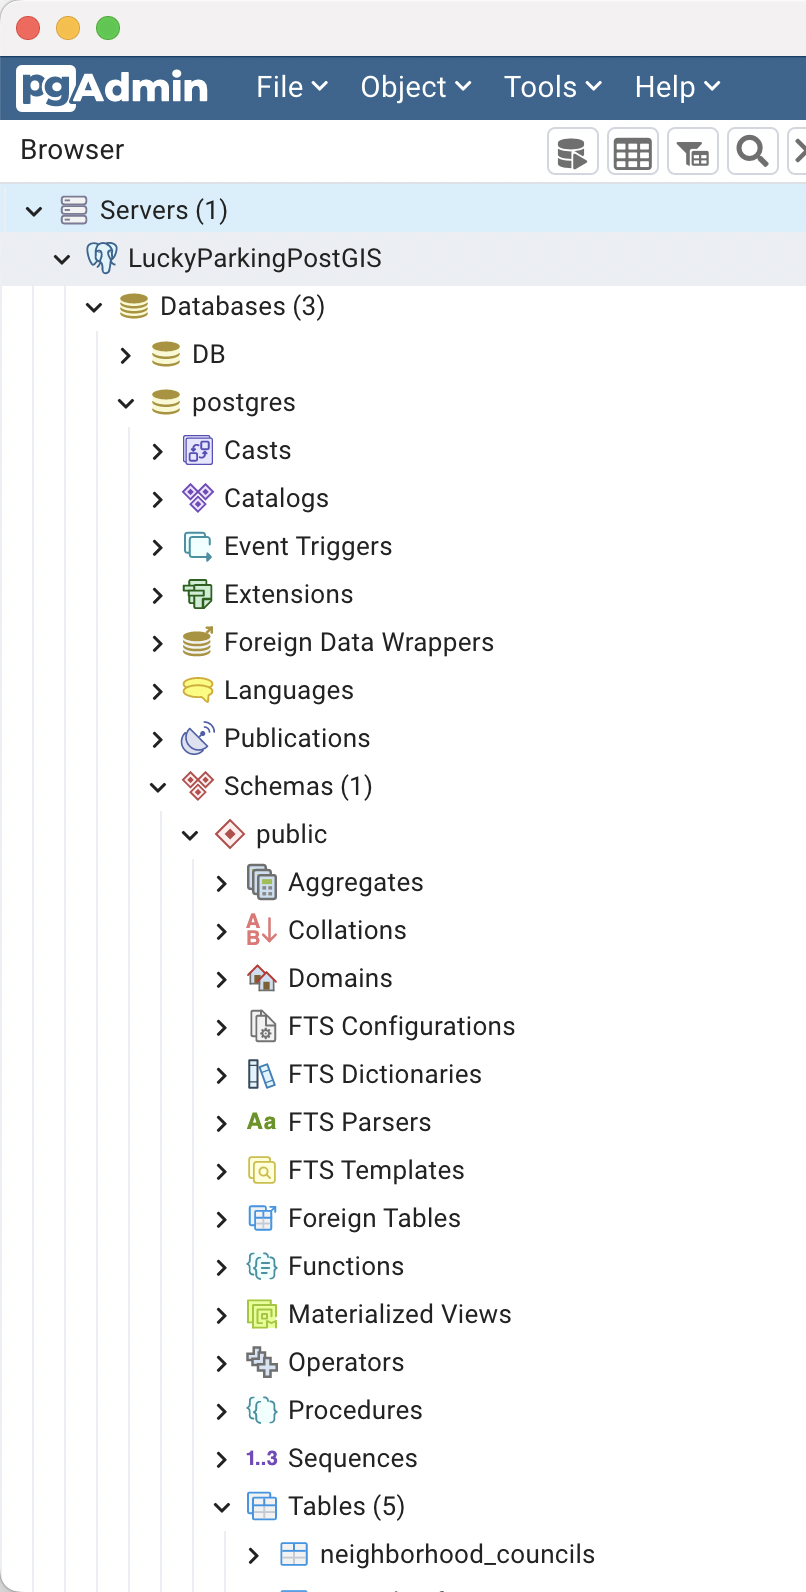 pgAdmin File Object Tools Help
Browser
Servers (1)
LuckyParkingPostGIS
Databases (3)
DB
postgres
Casts
Catalogs
Event Triggers
Extensions
Foreign Data Wrappers
Languages
Publications
Schemas (1)
public
Aggregates
AB Collations
Domains
FTS Configurations
FTS Dictionaries
Aa FTS Parsers
FTS Templates
Foreign Tables
Functions
Materialized Views
Operators
Procedures
1..3 Sequences
Tables (5)
neighborhood_councils